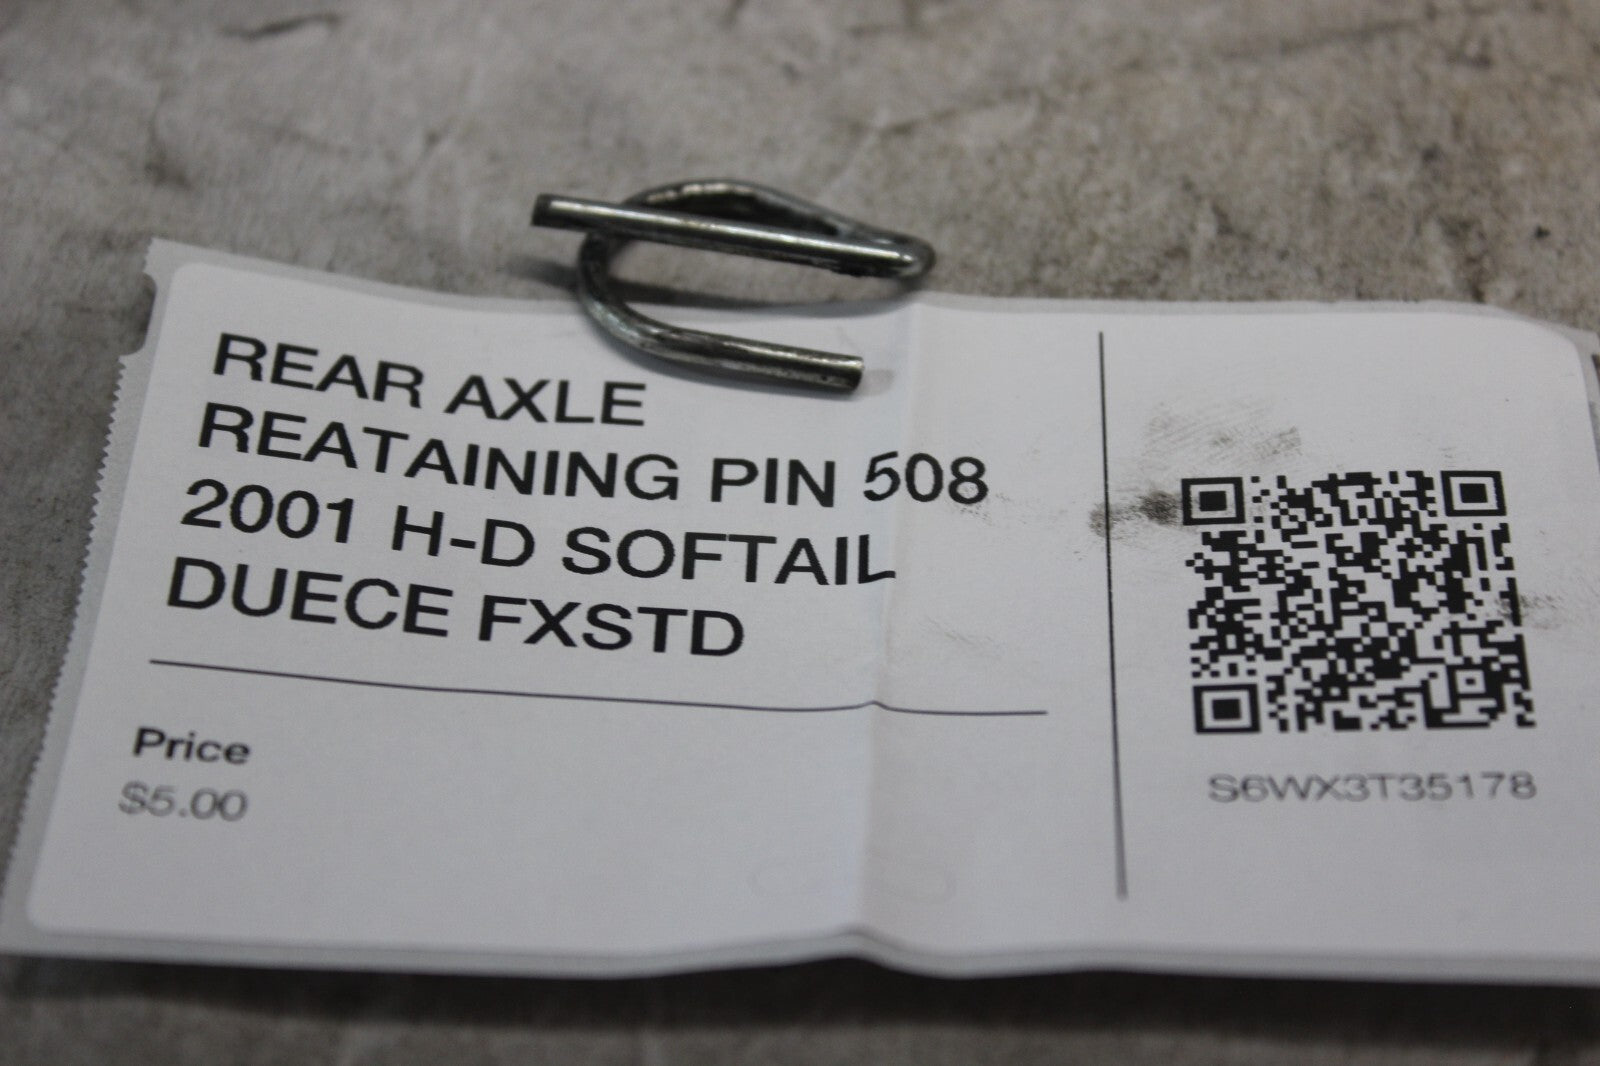 REAR AXLE
REATAINING PIN 508
2001 H-D SOFTAIL
DUECE FXSTD
Price
$5.00
S6WX3T35178